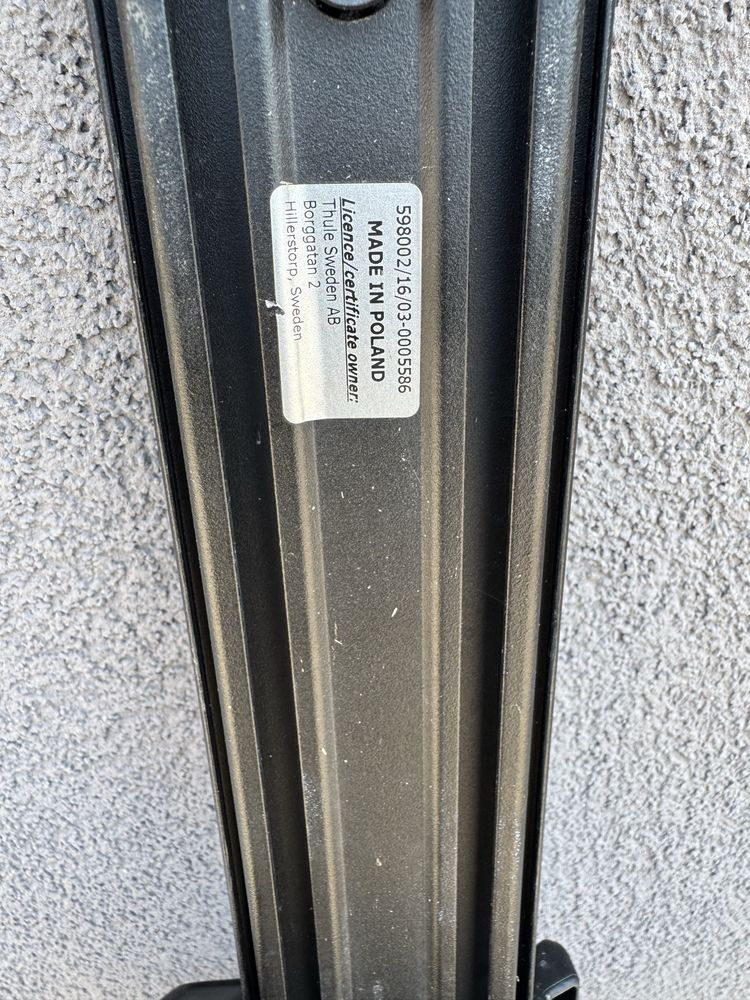 598002/16/03-0005586
MADE IN POLAND
Licence/certificate owner:
Thule Sweden AB
Borggatan 2
Hillerstorp, Sweden